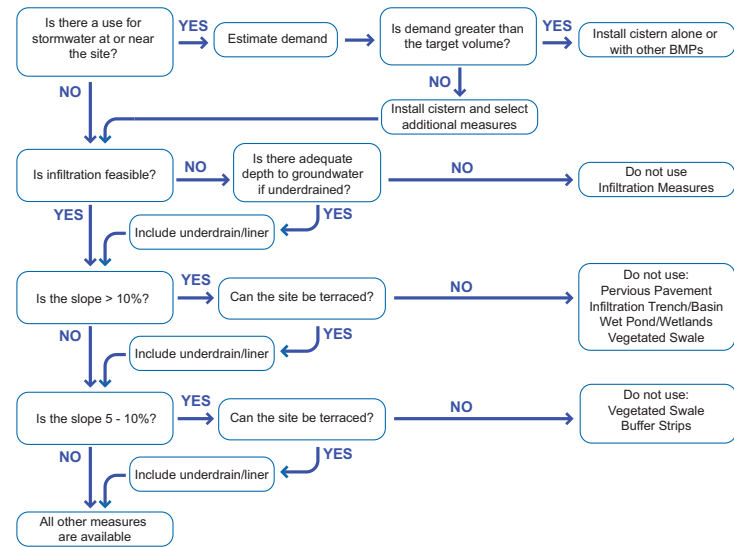 Is there a use for
stormwater at or near
the site?
YES
Estimate demand
Is demand greater than
the target volume?
YES
Install cistern alone or
with other BMPs
NO
NO
Install cistern and select
additional measures
Is infiltration feasible?
NO
Is there adequate
depth to groundwater
if underdrained?
NO
Do not use
Infiltration Measures
YES
YES
Include underdrain/liner
Is the slope > 10%?
YES
Can the site be terraced?
NO
Do not use:
Pervious Pavement
Infiltration Trench/Basin
Wet Pond/Wetlands
Vegetated Swale
NO
YES
Include underdrain/liner
Is the slope 5 - 10%?
YES
Can the site be terraced?
NO
Do not use:
Vegetated Swale
Buffer Strips
NO
YES
Include underdrain/liner
All other measures
are available